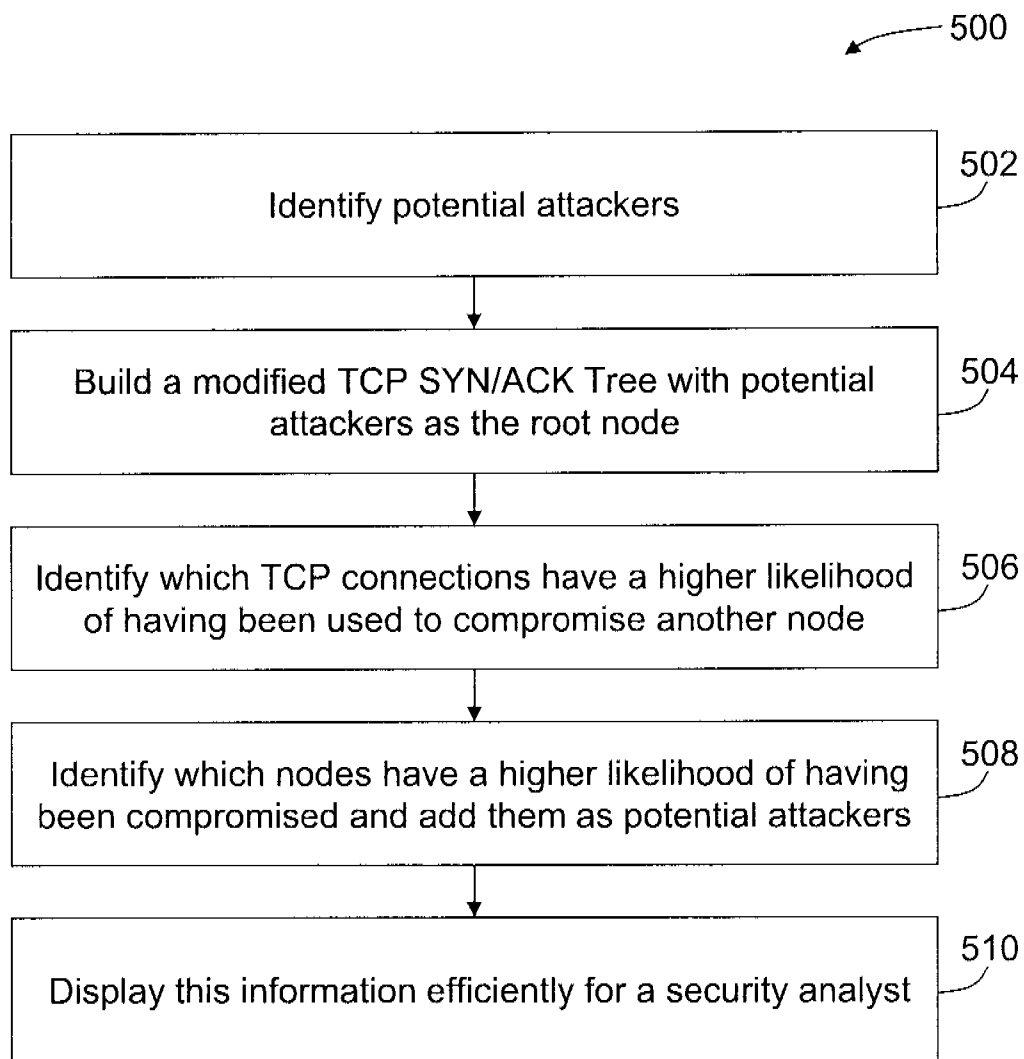 500
502
Identify potential attackers
504
Build a modified TCP SYN/ACK Tree with potential
attackers as the root node
506
Identify which TCP connections have a higher likelihood
of having been used to compromise another node
508
Identify which nodes have a higher likelihood of having
been compromised and add them as potential attackers
510
Display this information efficiently for a security analyst